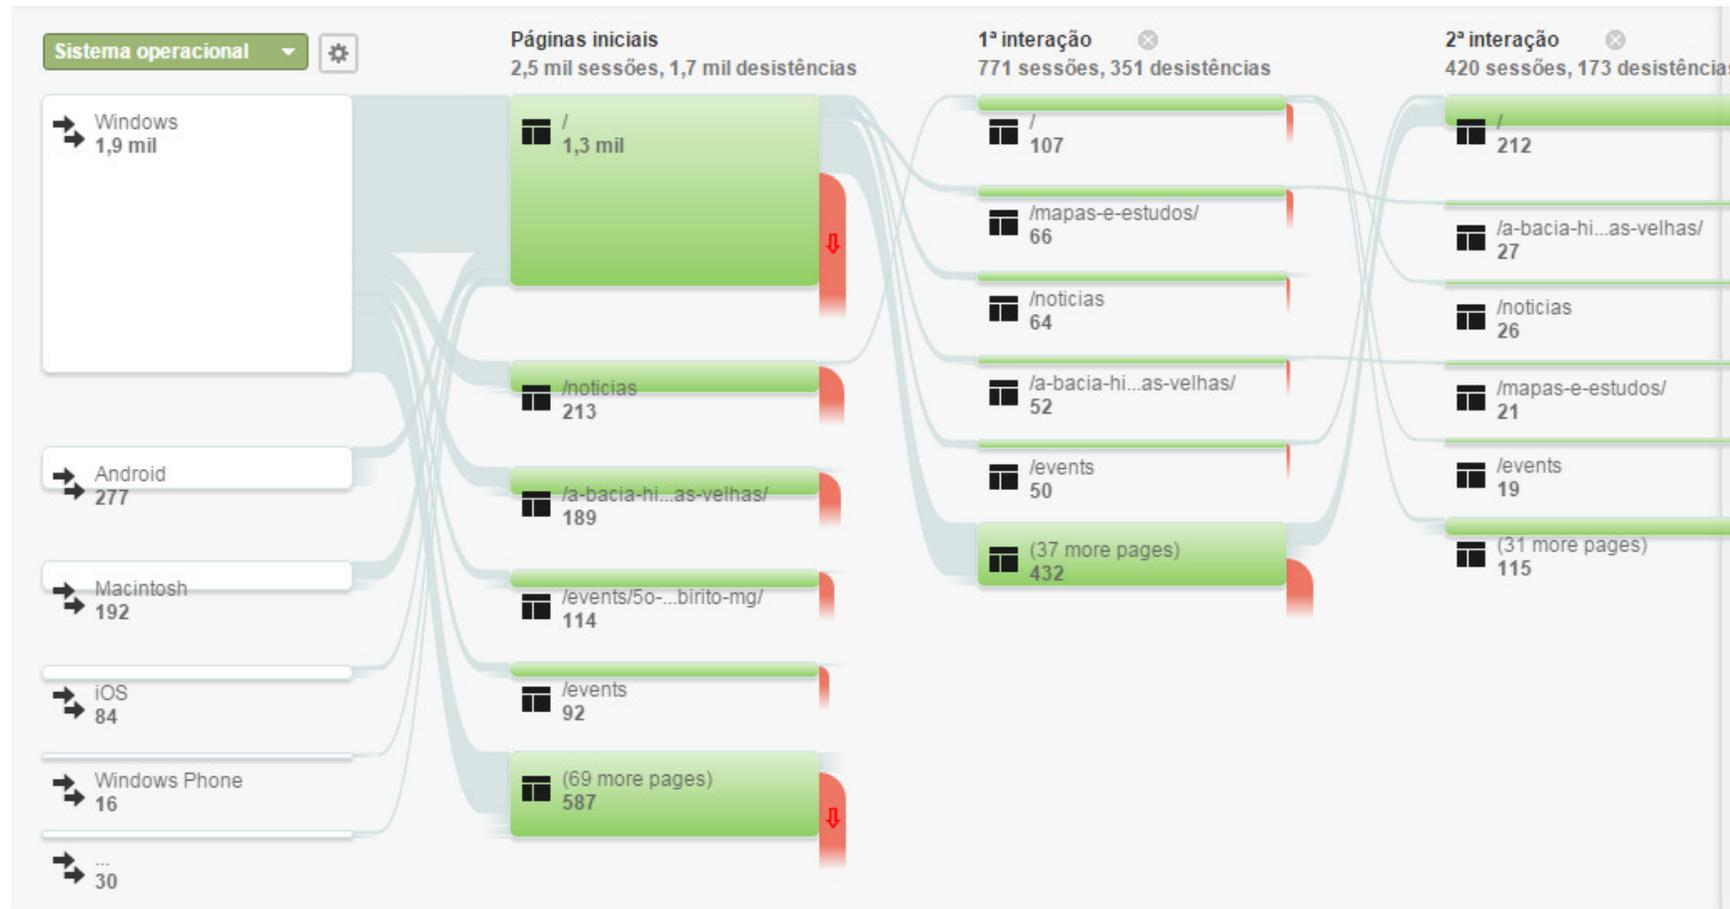 Sistema operacional
Windows
1,9 mil
Android
277
Macintosh
192
iOS
84
Windows Phone
16
...
30
Páginas iniciais
2,5 mil sessões, 1,7 mil desistências
/
1,3 mil
/noticias
213
/a-bacia-hi...as-velhas/
189
/events/5o-...birito-mg/
114
/events
92
(69 more pages)
587
1ª interação
771 sessões, 351 desistências
/
107
/mapas-e-estudos/
66
/noticias
64
/a-bacia-hi...as-velhas/
52
/events
50
(37 more pages)
432
2ª interação
420 sessões, 173 desistências
/
212
/a-bacia-hi...as-velhas/
27
/noticias
26
/mapas-e-estudos/
21
/events
19
(31 more pages)
115